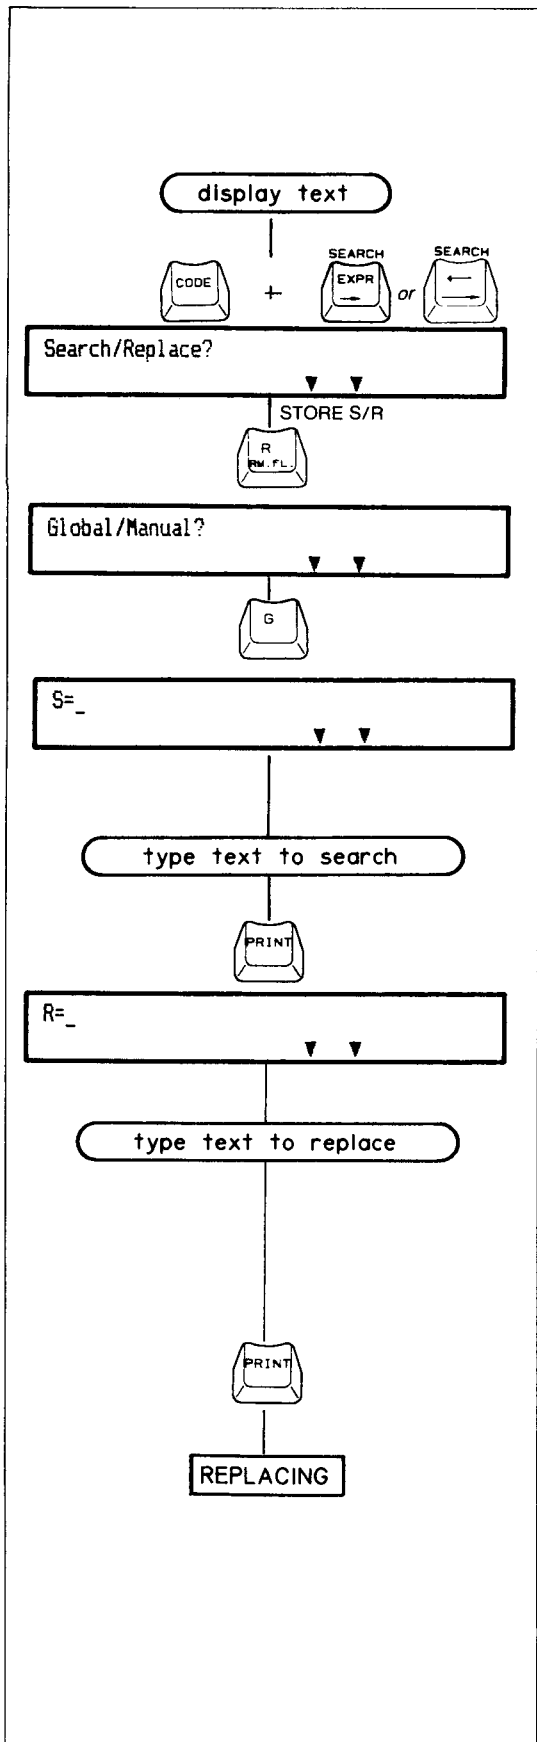 display text
SEARCH SEARCH
CODE + EXPR → or ← →
Search/Replace?
STORE S/R
R
RM.FL.
Global/Manual?
G
S=_
type text to search
PRINT
R=_
type text to replace
PRINT
REPLACING